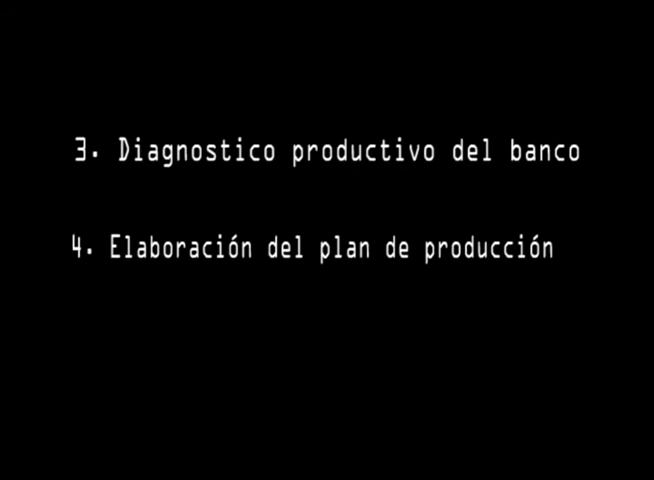 3. Diagnostico productivo del banco
4. Elaboración del plan de producción